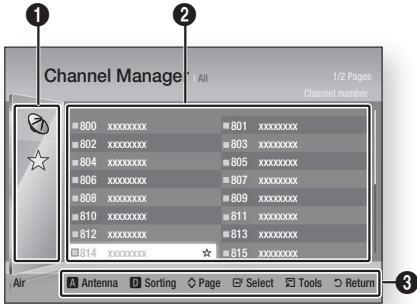 1 2
Channel Manager | All 1/2 Pages
Channel number
800 xxxxxxxx 801 xxxxxxxx
802 xxxxxxxx 803 xxxxxxxx
804 xxxxxxxx 805 xxxxxxxx
806 xxxxxxxx 807 xxxxxxxx
808 xxxxxxxx 809 xxxxxxxx
810 xxxxxxxx 811 xxxxxxxx
812 xxxxxxxx 813 xxxxxxxx
814 xxxxxxxx 815 xxxxxxxx
Air A Antenna D Sorting Page Select Tools Return 3